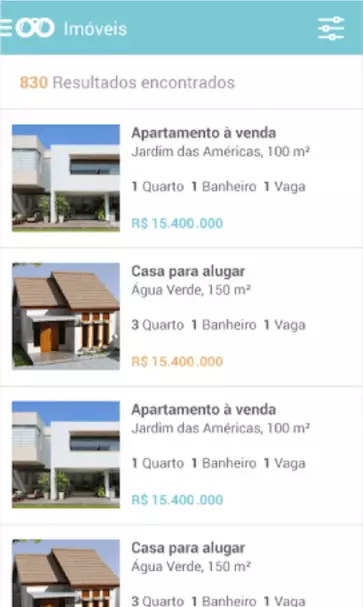 Imóveis
830 Resultados encontrados
Apartamento à venda
Jardim das Américas, 100 m²
1 Quarto 1 Banheiro 1 Vaga
R$ 15.400.000
Casa para alugar
Água Verde, 150 m²
3 Quarto 1 Banheiro 1 Vaga
R$ 15.400.000
Apartamento à venda
Jardim das Américas, 100 m²
1 Quarto 1 Banheiro 1 Vaga
R$ 15.400.000
Casa para alugar
Água Verde, 150 m²
3 Quarto 1 Banheiro 1 Vaga